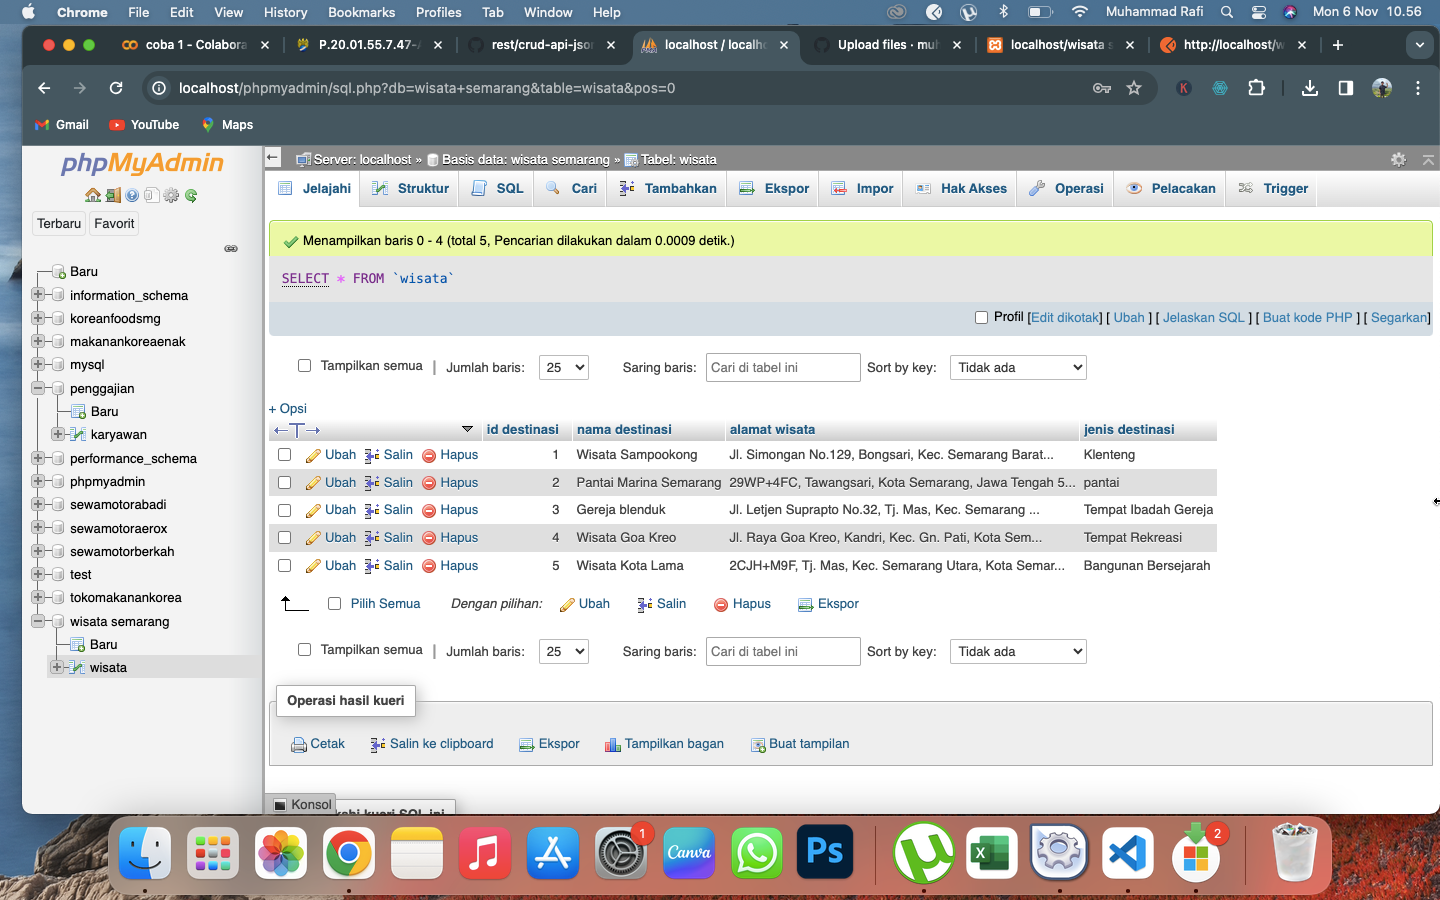 Chrome File Edit View History Bookmarks Profiles Tab Window Help Muhammad Rafi Mon 6 Nov 10.56
coba 1 - Colabora P.20.01.55.7.47- rest/crud-api-jso localhost / localho Upload files · muh localhost/wisata s http://localhost/w
localhost/phpmyadmin/sql.php?db=wisata+semarang&table=wisata&pos=0
K
Gmail YouTube Maps
phpMyAdmin
Terbaru Favorit
Baru
information_schema
koreanfoodsmg
makanankoreaenak
mysql
penggajian
Baru
karyawan
performance_schema
phpmyadmin
sewamotorabadi
sewamotoraerox
sewamotorberkah
test
tokomakanankorea
wisata semarang
Baru
wisata
Server: localhost » Basis data: wisata semarang » Tabel: wisata
Jelajahi Struktur SQL Cari Tambahkan Ekspor Impor Hak Akses Operasi Pelacakan Trigger
Menampilkan baris 0 - 4 (total 5, Pencarian dilakukan dalam 0.0009 detik.)
SELECT * FROM `wisata`
Profil [Edit dikotak] [ Ubah ] [ Jelaskan SQL ] [ Buat kode PHP ] [ Segarkan]
Tampilkan semua | Jumlah baris: 25 Saring baris: Cari di tabel ini Sort by key: Tidak ada
+ Opsi
←T→ id destinasi nama destinasi alamat wisata jenis destinasi
Ubah Salin Hapus 1 Wisata Sampookong Jl. Simongan No.129, Bongsari, Kec. Semarang Barat... Klenteng
Ubah Salin Hapus 2 Pantai Marina Semarang 29WP+4FC, Tawangsari, Kota Semarang, Jawa Tengah 5... pantai
Ubah Salin Hapus 3 Gereja blenduk Jl. Letjen Suprapto No.32, Tj. Mas, Kec. Semarang ... Tempat Ibadah Gereja
Ubah Salin Hapus 4 Wisata Goa Kreo Jl. Raya Goa Kreo, Kandri, Kec. Gn. Pati, Kota Sem... Tempat Rekreasi
Ubah Salin Hapus 5 Wisata Kota Lama 2CJH+M9F, Tj. Mas, Kec. Semarang Utara, Kota Semar... Bangunan Bersejarah
Pilih Semua Dengan pilihan: Ubah Salin Hapus Ekspor
Tampilkan semua | Jumlah baris: 25 Saring baris: Cari di tabel ini Sort by key: Tidak ada
Operasi hasil kueri
Cetak Salin ke clipboard Ekspor Tampilkan bagan Buat tampilan
Konsol
kueri SQL ini
1 Canva Ps X 2